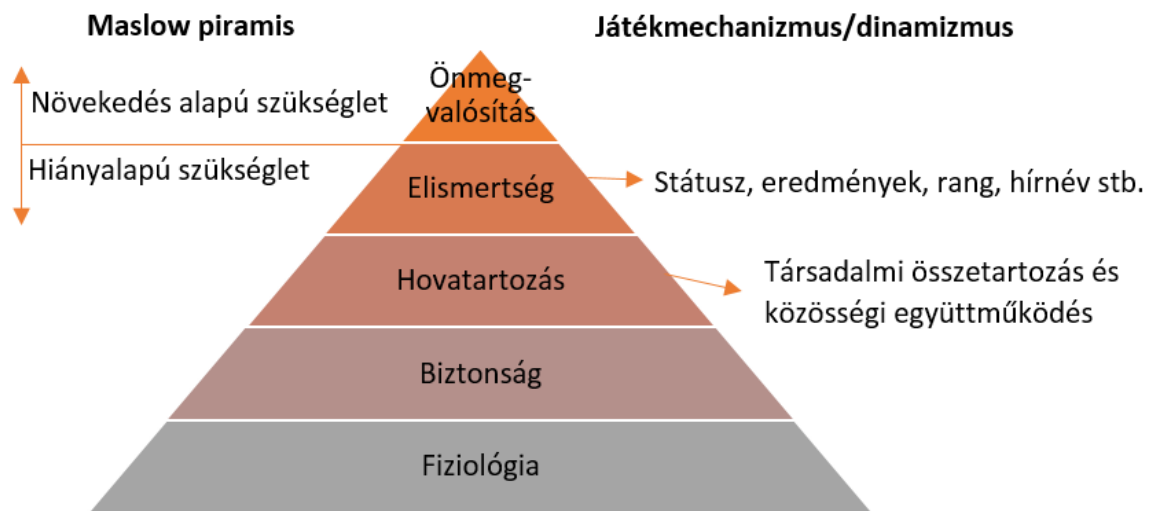 Maslow piramis
Játékmechanizmus/dinamizmus
Önmeg-
valósítás
Növekedés alapú szükséglet
Hiányalapú szükséglet
Elismertség
Státusz, eredmények, rang, hírnév stb.
Hovatartozás
Társadalmi összetartozás és
közösségi együttműködés
Biztonság
Fiziológia